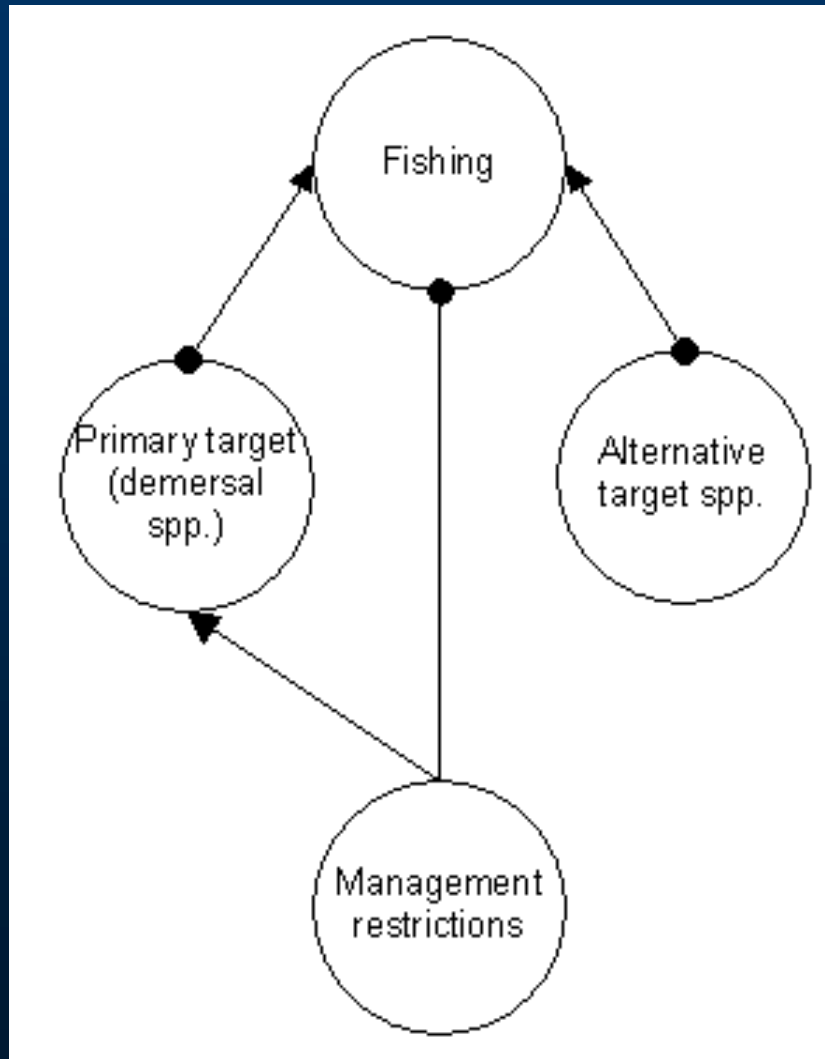 Fishing
Primary target
(demersal
spp.)
Alternative
target spp.
Management
restrictions